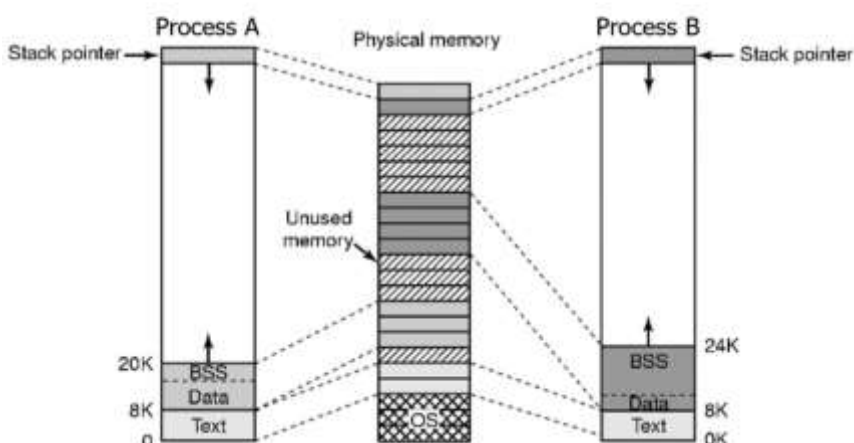 Process A
Physical memory
Process B
Stack pointer
Stack pointer
Unused
memory
24K
20K
BSS
BSS
Data
Data
8K
8K
Text
OS
Text
0
0K